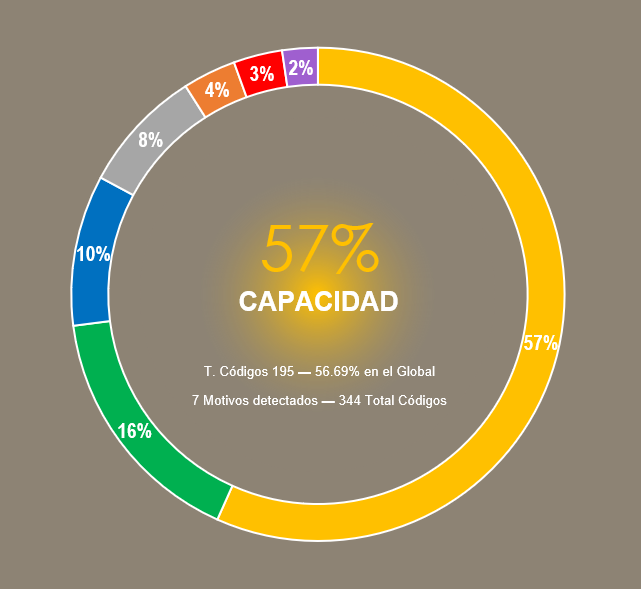 2%
3%
4%
8%
10%
57%
CAPACIDAD
57%
T. Códigos 195 — 56.69% en el Global
7 Motivos detectados — 344 Total Códigos
16%